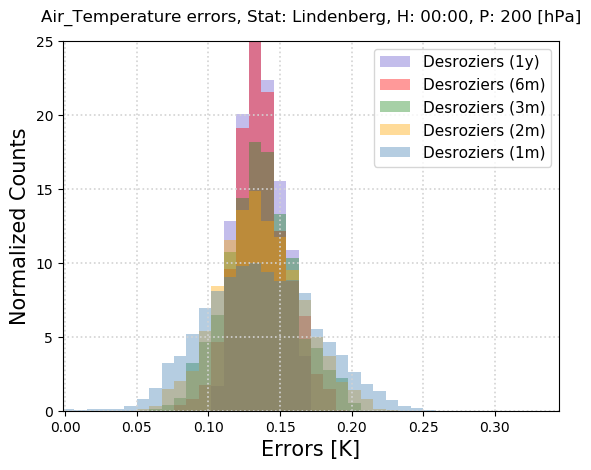 Air_Temperature errors, Stat: Lindenberg, H: 00:00, P: 200 [hPa]
Normalized Counts
25
20
15
10
5
0
Desroziers (1y)
Desroziers (6m)
Desroziers (3m)
Desroziers (2m)
Desroziers (1m)
0.00 0.05 0.10 0.15 0.20 0.25 0.30
Errors [K]